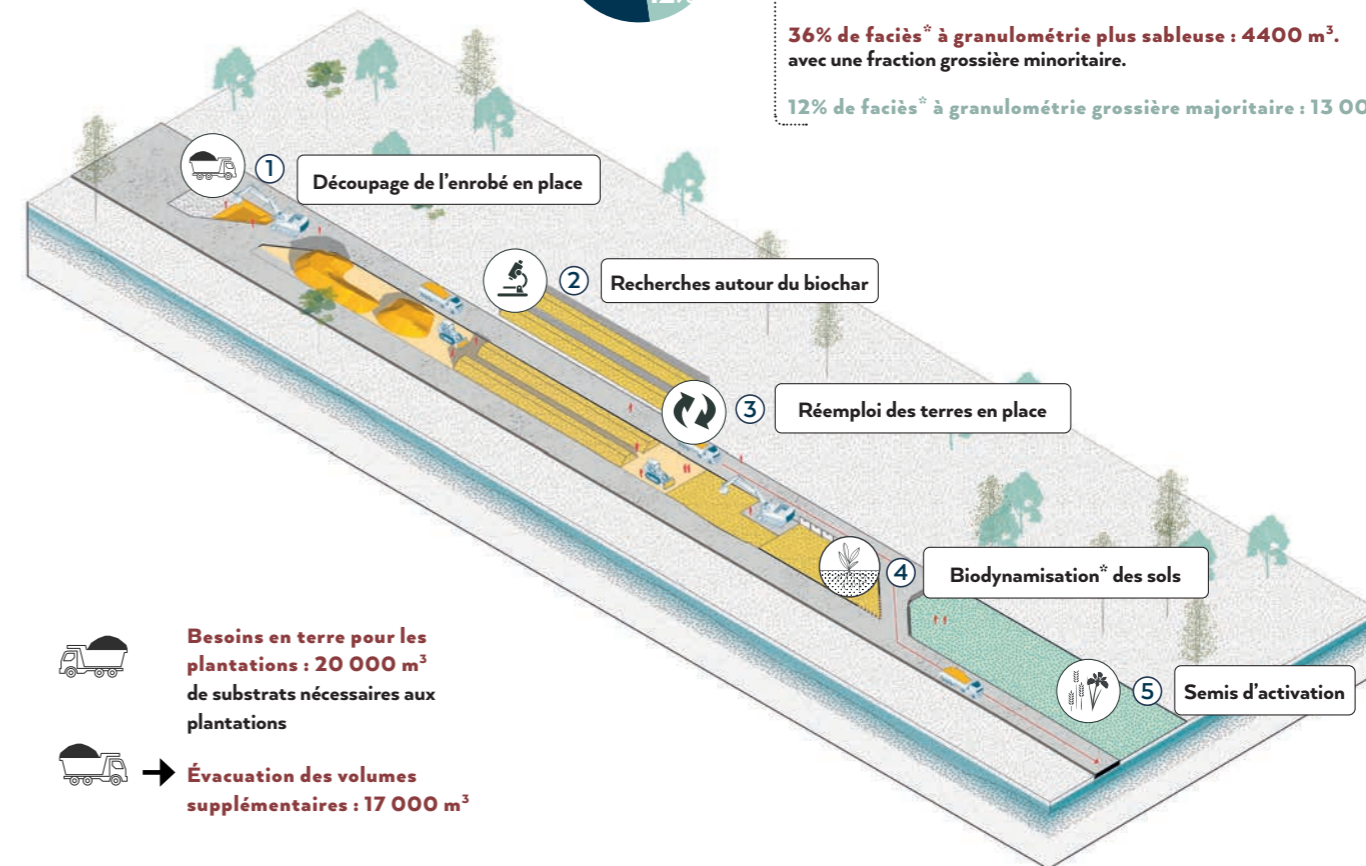 12%
36% de faciès* à granulométrie plus sableuse : 4400 m³.
avec une fraction grossière minoritaire.
12% de faciès* à granulométrie grossière majoritaire : 13 00
1
Découpage de l’enrobé en place
2
Recherches autour du biochar
3
Réemploi des terres en place
4
Biodynamisation* des sols
5
Semis d’activation
Besoins en terre pour les
plantations : 20 000 m³
de substrats nécessaires aux
plantations
Évacuation des volumes
supplémentaires : 17 000 m³